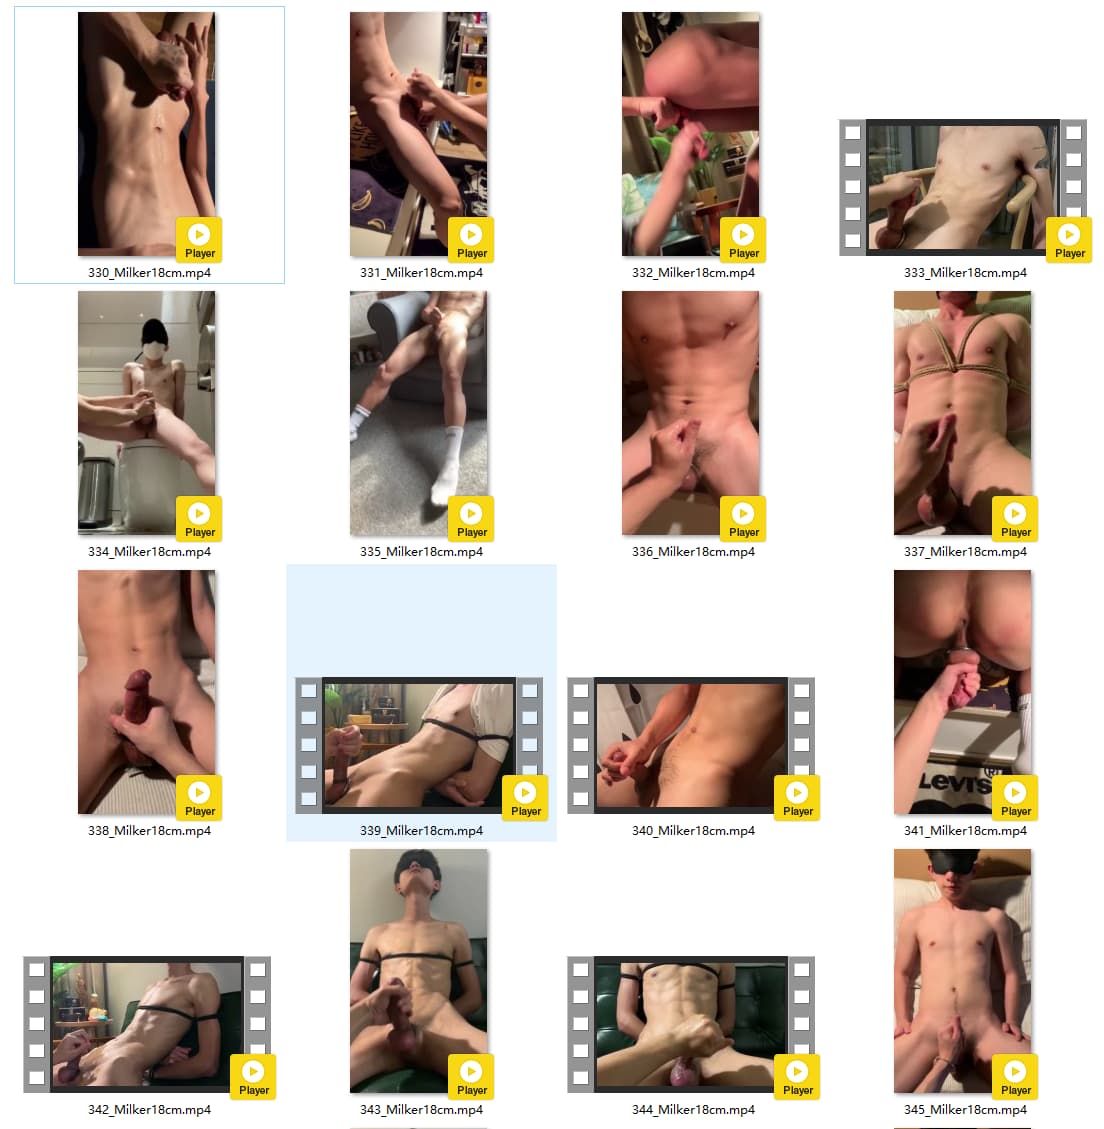 Player
Player
Player
Player
330_Milker18cm.mp4
331_Milker18cm.mp4
332_Milker18cm.mp4
333_Milker18cm.mp4
Player
Player
Player
Player
334_Milker18cm.mp4
335_Milker18cm.mp4
336_Milker18cm.mp4
337_Milker18cm.mp4
LEVI'S
Player
Player
Player
Player
338_Milker18cm.mp4
339_Milker18cm.mp4
340_Milker18cm.mp4
341_Milker18cm.mp4
Player
Player
Player
Player
342_Milker18cm.mp4
343_Milker18cm.mp4
344_Milker18cm.mp4
345_Milker18cm.mp4